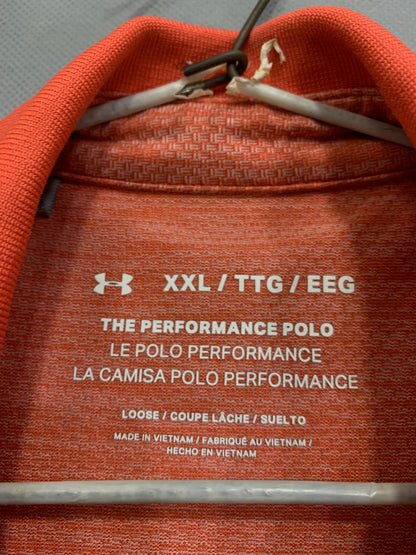 XXL / TTG / EEG
THE PERFORMANCE POLO
LE POLO PERFORMANCE
LA CAMISA POLO PERFORMANCE
LOOSE / COUPE LÂCHE / SUELTO
MADE IN VIETNAM / FABRIQUÉ AU VIETNAM /
HECHO EN VIETNAM